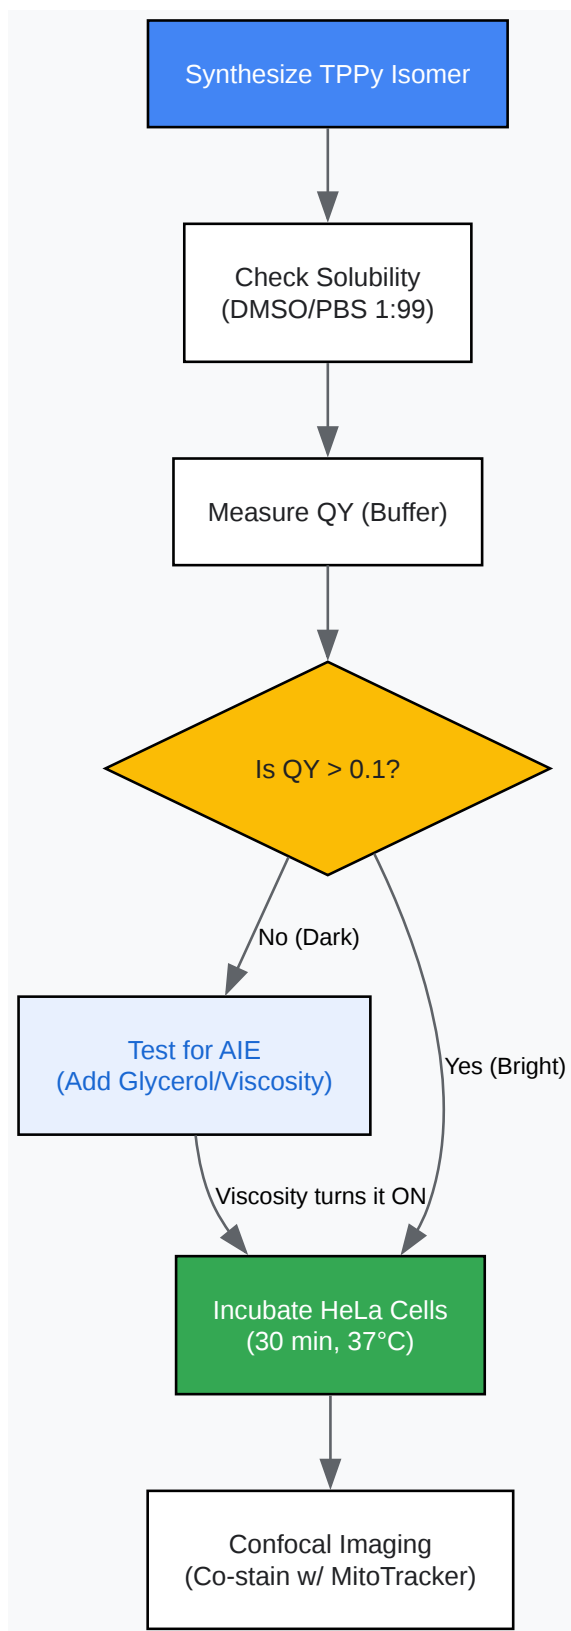 Synthesize TPPy Isomer
Check Solubility
(DMSO/PBS 1:99)
Measure QY (Buffer)
Is QY > 0.1?
No (Dark)
Test for AIE
(Add Glycerol/Viscosity)
Yes (Bright)
Viscosity turns it ON
Incubate HeLa Cells
(30 min, 37°C)
Confocal Imaging
(Co-stain w/ MitoTracker)